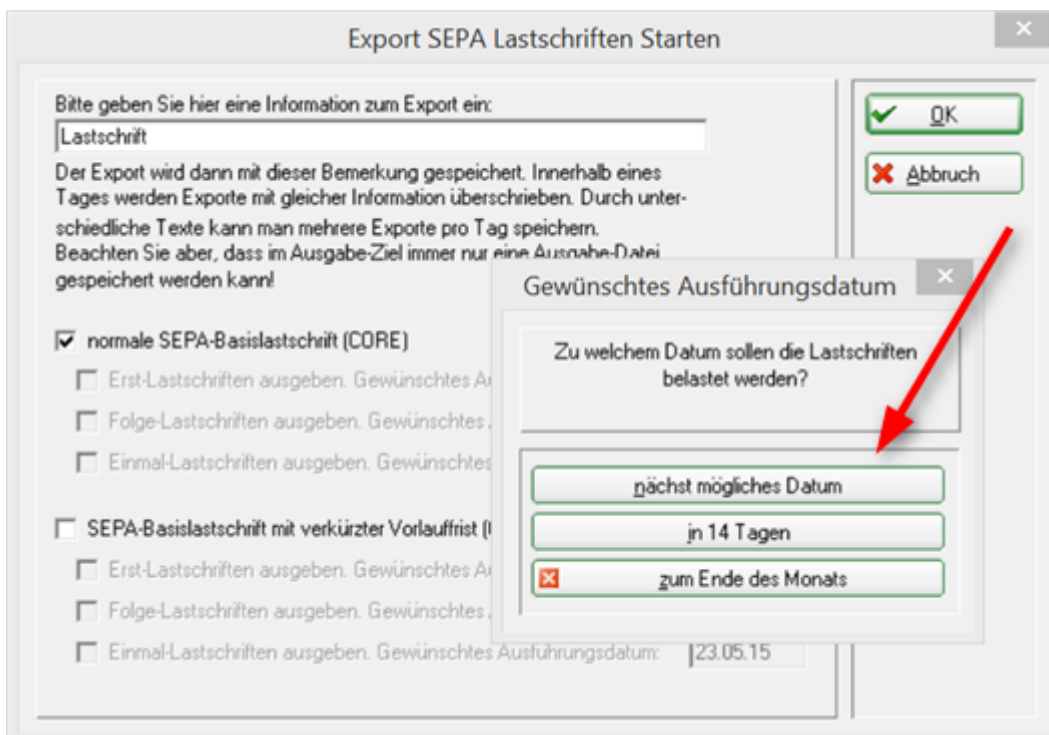 Export SEPA Lastschriften Starten
Bitte geben Sie hier eine Information zum Export ein:
Lastschrift
Der Export wird dann mit dieser Bemerkung gespeichert. Innerhalb eines
Tages werden Exporte mit gleicher Information überschrieben. Durch unter-
schiedliche Texte kann man mehrere Exporte pro Tag speichern.
Beachten Sie aber, dass im Ausgabe-Ziel immer nur eine Ausgabe-Datei
gespeichert werden kann!
OK
Abbruch
normale SEPA-Basislastschrift (CORE)
Erst-Lastschriften ausgeben. Gewünschtes
Folge-Lastschriften ausgeben. Gewünschtes
Einmal-Lastschriften ausgeben. Gewünschtes
SEPA-Basislastschrift mit verkürzter Vorlauffrist
Erst-Lastschriften ausgeben. Gewünschtes
Folge-Lastschriften ausgeben. Gewünschtes
Einmal-Lastschriften ausgeben. Gewünschtes Ausführungsdatum: 23.05.15
Gewünschtes Ausführungsdatum
Zu welchem Datum sollen die Lastschriften
belastet werden?
nächst mögliches Datum
in 14 Tagen
zum Ende des Monats